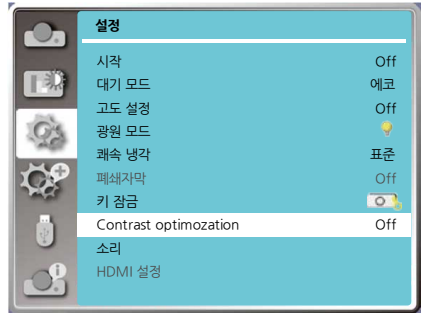 설정
시작 Off
대기 모드 에코
고도 설정 Off
광원 모드
쾌속 냉각 표준
폐쇄자막 Off
키 잠금
Contrast optimozation Off
소리
HDMI 설정